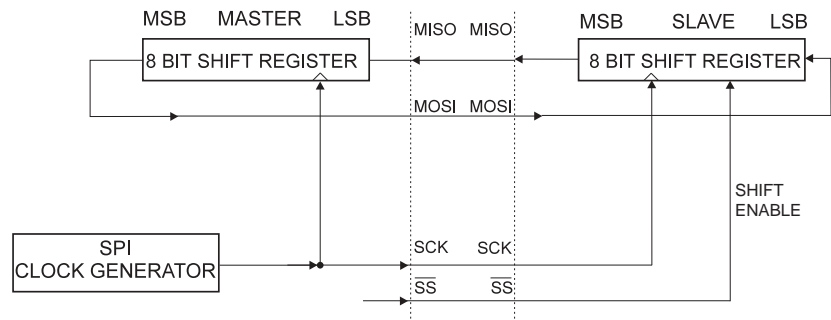 MSB MASTER LSB
MISO MISO
MSB SLAVE LSB
8 BIT SHIFT REGISTER
8 BIT SHIFT REGISTER
MOSI MOSI
SHIFT
ENABLE
SPI
CLOCK GENERATOR
SCK SCK
SS SS